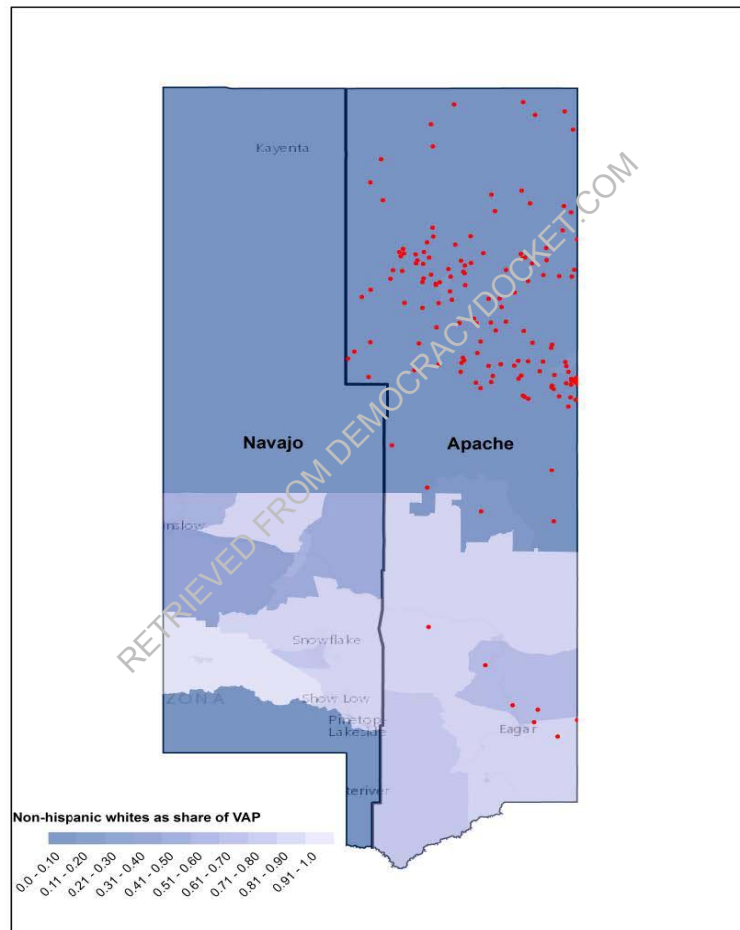 Kayenta
Navajo
Apache
inslow
Snowflake
ZONA
Show Low
Pinetop-
Lakeside
Eagar
teriver
Non-hispanic whites as share of VAP
0.0 - 0.10
0.11 - 0.20
0.21 - 0.30
0.31 - 0.40
0.41 - 0.50
0.51 - 0.60
0.61 - 0.70
0.71 - 0.80
0.81 - 0.90
0.91 - 1.0
RETRIEVED FROM DEMOCRACYDOCKET.COM